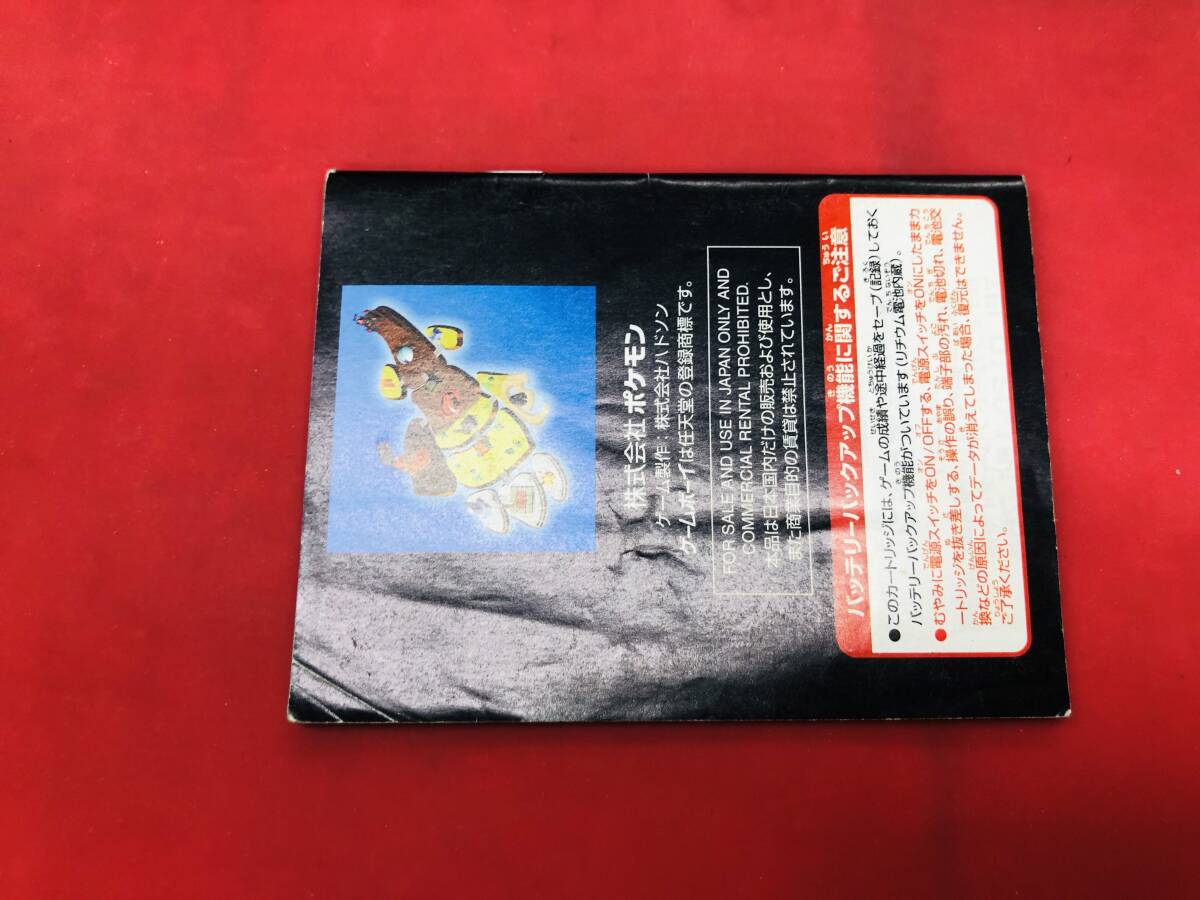 株式会社 ポケモン
ゲーム製作：株式会社ハドソン
ゲームボーイは任天堂の登録商標です。
FOR SALE AND USE IN JAPAN ONLY AND
COMMERCIAL RENTAL PROHIBITED.
本品は日本国内だけの販売および使用とし、
また商業目的の賃貸は禁止されています。
バッテリーバックアップ機能に関するご注意
●このカートリッジには、ゲームの成績や途中経過をセーブ(記録)しておく
バッテリーバックアップ機能がついています(リチウム電池内蔵)。
●むやみに電源スイッチをON/OFFする、電源スイッチをONにしたままカ
ートリッジを抜き差しする、操作の誤り、端子部の汚れ、電池切れ、電池交
換などの原因によってデータが消えてしまった場合、復元はできません。
ご了承ください。